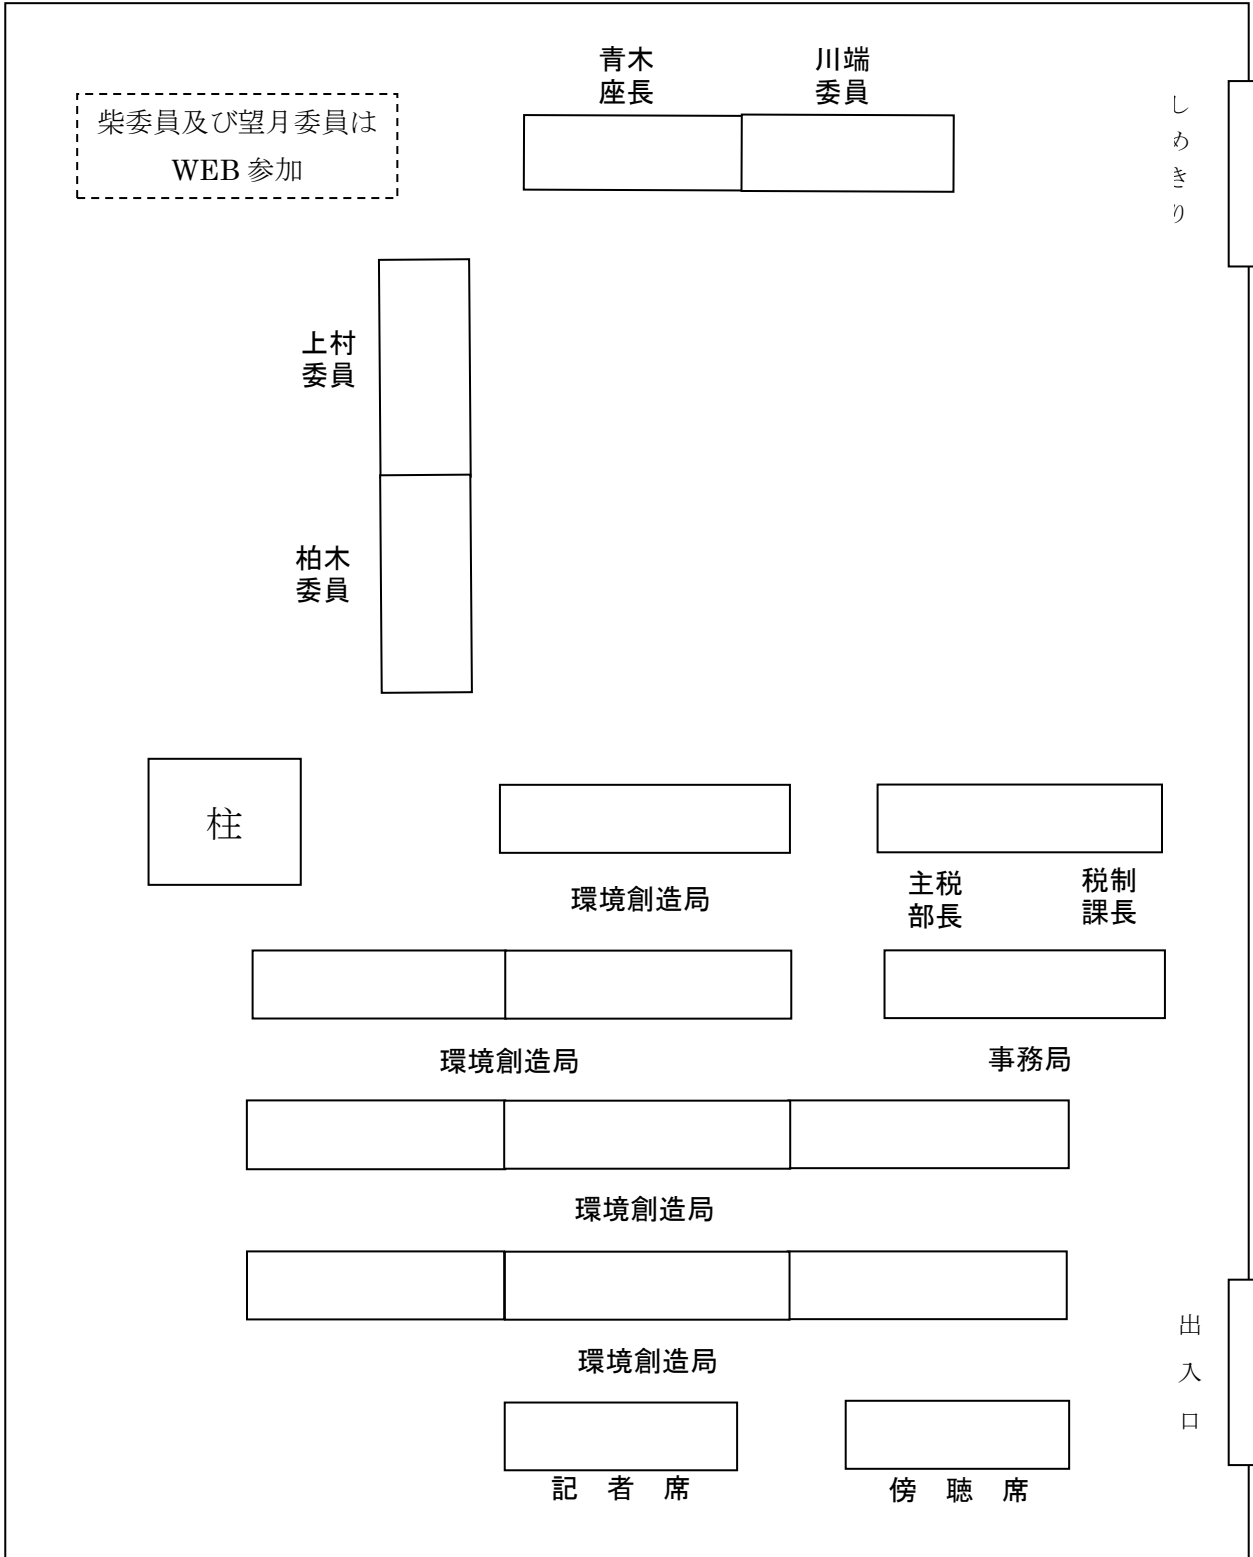 青木
座長
川端
委員
柴委員及び望月委員は
WEB 参加
しめきり
上村
委員
柏木
委員
柱
環境創造局
主税
部長
税制
課長
環境創造局
事務局
環境創造局
環境創造局
出入口
記者席
傍聴席